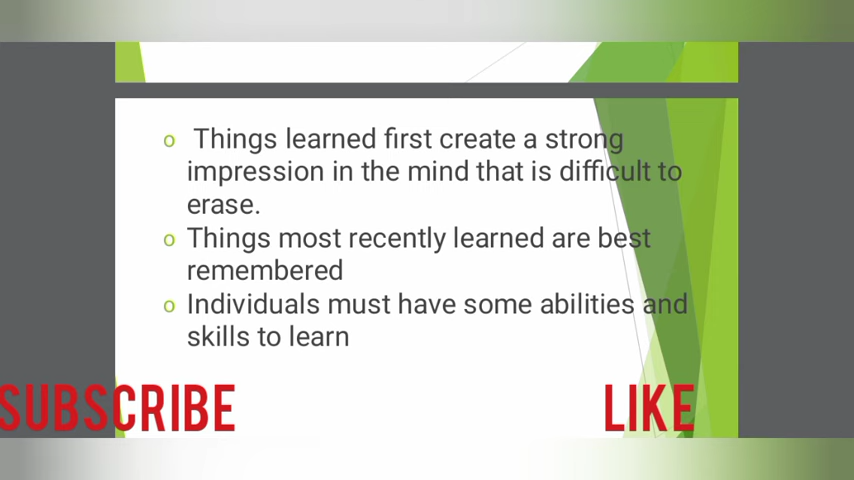 o Things learned first create a strong
impression in the mind that is difficult to
erase.
o Things most recently learned are best
remembered
o Individuals must have some abilities and
skills to learn
SUBSCRIBE
LIKE